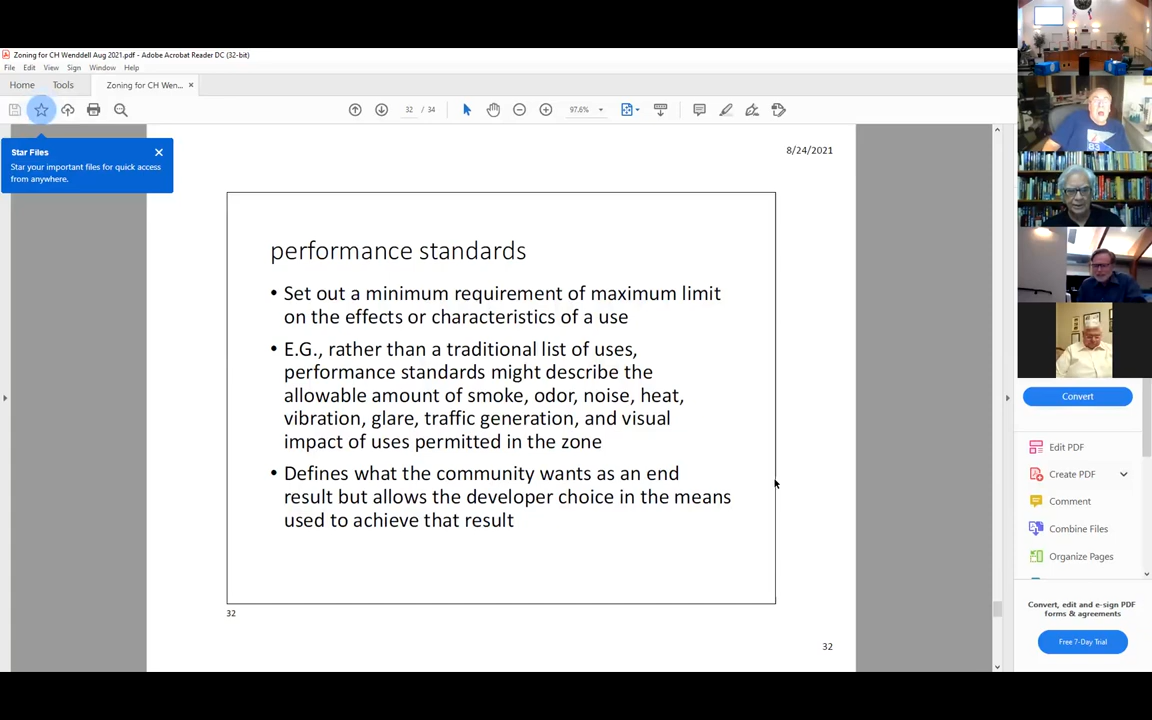 Zoning for CH Wenddell Aug 2021.pdf - Adobe Acrobat Reader DC (32-bit)
File Edit View Sign Window Help
Home Tools Zoning for CH Wen... ×
32 / 34 97.6%
Star Files
Star your important files for quick access
from anywhere.
8/24/2021
performance standards
• Set out a minimum requirement of maximum limit
on the effects or characteristics of a use
• E.G., rather than a traditional list of uses,
performance standards might describe the
allowable amount of smoke, odor, noise, heat,
vibration, glare, traffic generation, and visual
impact of uses permitted in the zone
• Defines what the community wants as an end
result but allows the developer choice in the means
used to achieve that result
32
32
Convert
Edit PDF
Create PDF
Comment
Combine Files
Organize Pages
Convert, edit and e-sign PDF
forms & agreements
Free 7-Day Trial